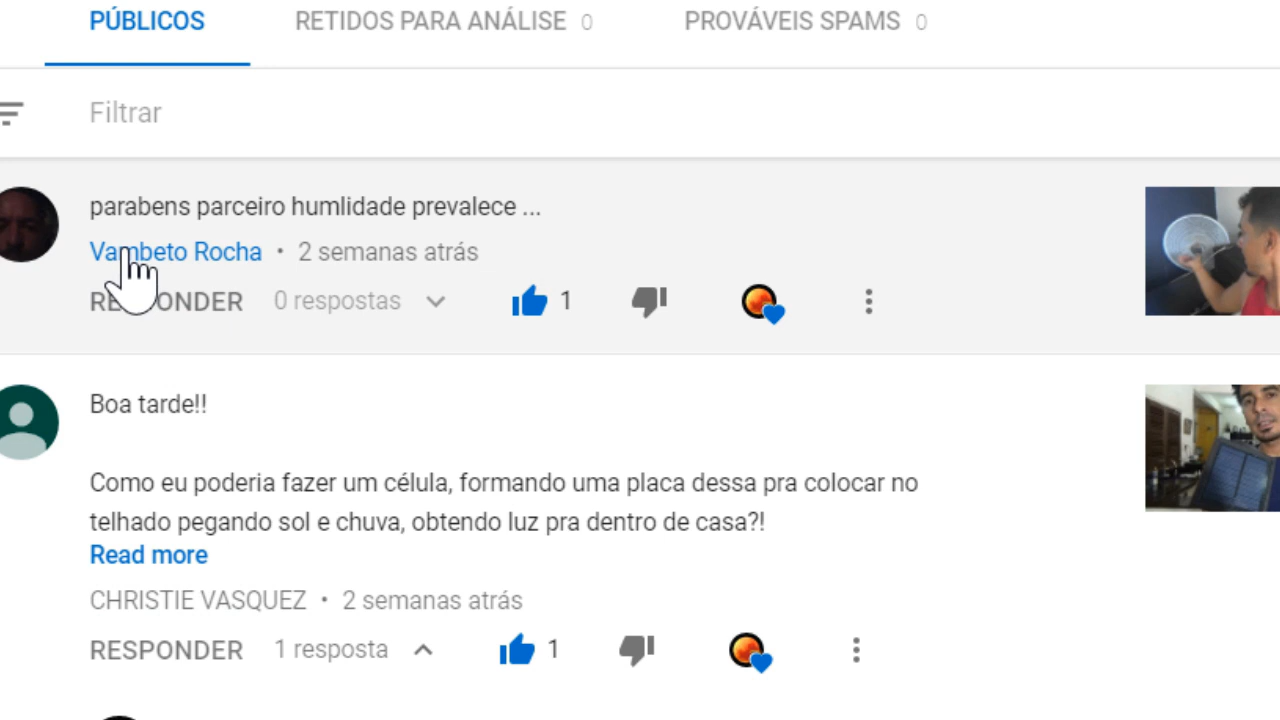 PÚBLICOS RETIDOS PARA ANÁLISE 0 PROVÁVEIS SPAMS 0
Filtrar
parabens parceiro humlidade prevalece ...
Vambeto Rocha • 2 semanas atrás
RESPONDER 0 respostas 1
Boa tarde!!
Como eu poderia fazer um célula, formando uma placa dessa pra colocar no
telhado pegando sol e chuva, obtendo luz pra dentro de casa?!
Read more
CHRISTIE VASQUEZ • 2 semanas atrás
RESPONDER 1 resposta 1